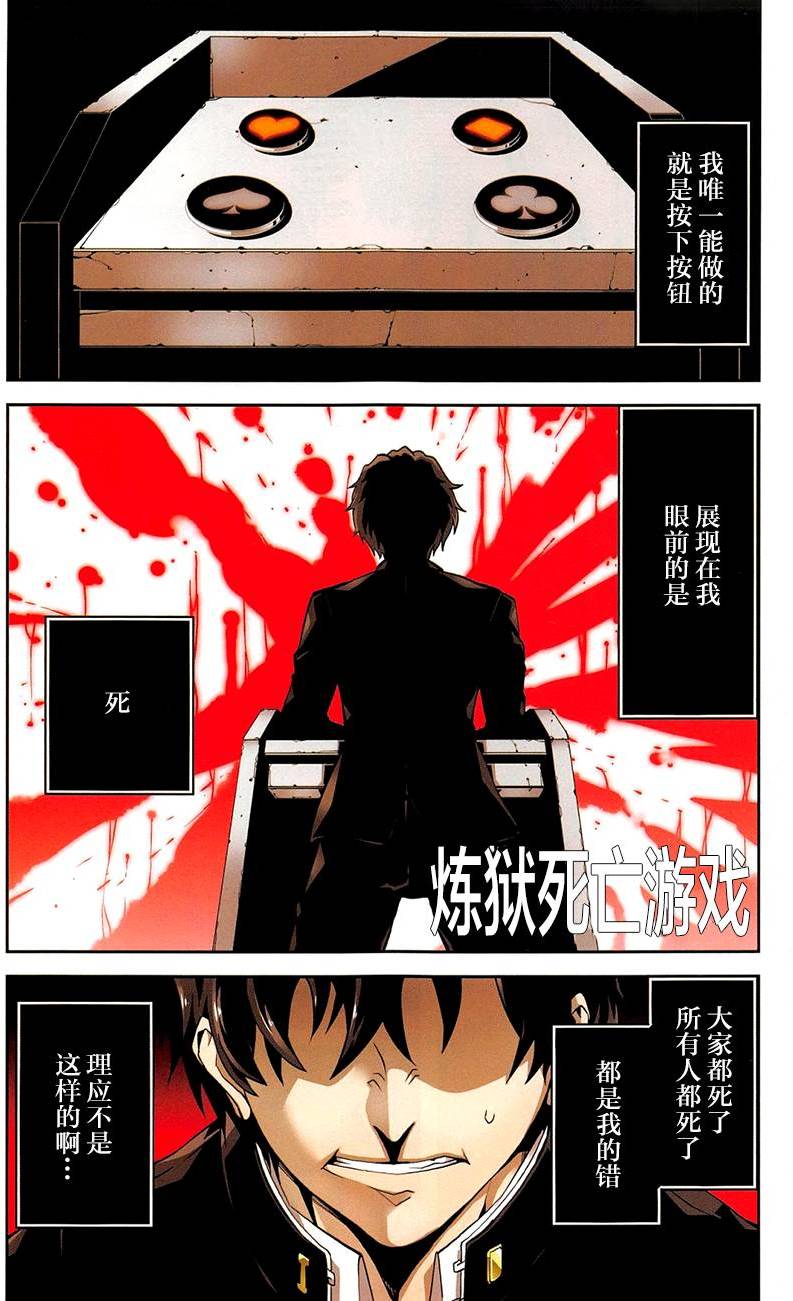 我唯一能做的
就是按下按钮
展现在我
眼前的是
死
炼狱死亡游戏
大家都死了
所有人都死了
都是我的错
理应不是
这样的啊…
I